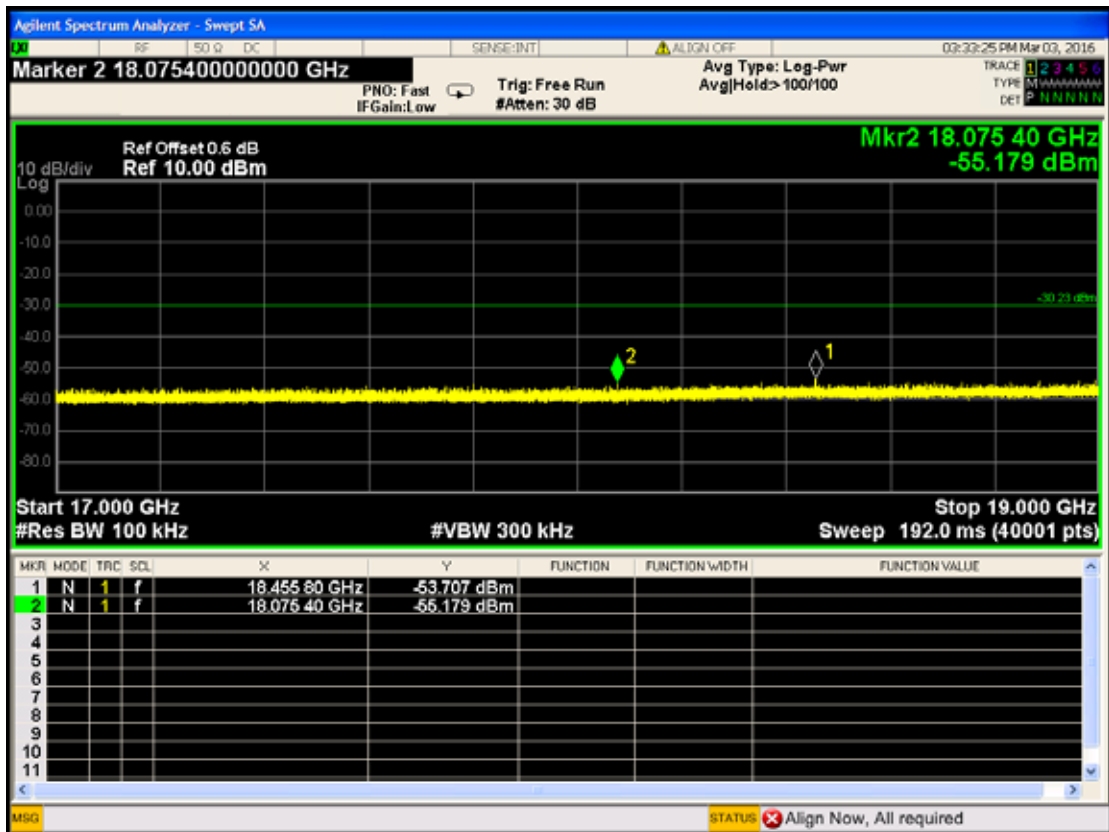 Agilent Spectrum Analyzer - Swept SA
LXI RF 50 Ω DC SENSE:INT ALIGN OFF 03:33:25 PM Mar 03, 2016
Marker 2 18.075400000000 GHz
PNO: Fast
IFGain:Low
Trig: Free Run
#Atten: 30 dB
Avg Type: Log-Pwr
Avg|Hold:>100/100
TRACE 1 2 3 4 5 6
TYPE M WWWWW
DET P N N N N N
Mkr2 18.075 40 GHz
-55.179 dBm
Ref Offset 0.6 dB
10 dB/div Ref 10.00 dBm
Log
0.00
-10.0
-20.0
-30.0
-30.23 dBm
-40.0
2
1
-50.0
-60.0
-70.0
-80.0
Start 17.000 GHz Stop 19.000 GHz
#Res BW 100 kHz #VBW 300 kHz Sweep 192.0 ms (40001 pts)
MKR MODE TRC SCL X Y FUNCTION FUNCTION WIDTH FUNCTION VALUE
1 N 1 f 18.455 80 GHz -53.707 dBm
2 N 1 f 18.075 40 GHz -55.179 dBm
3
4
5
6
7
8
9
10
11
MSG STATUS Align Now, All required